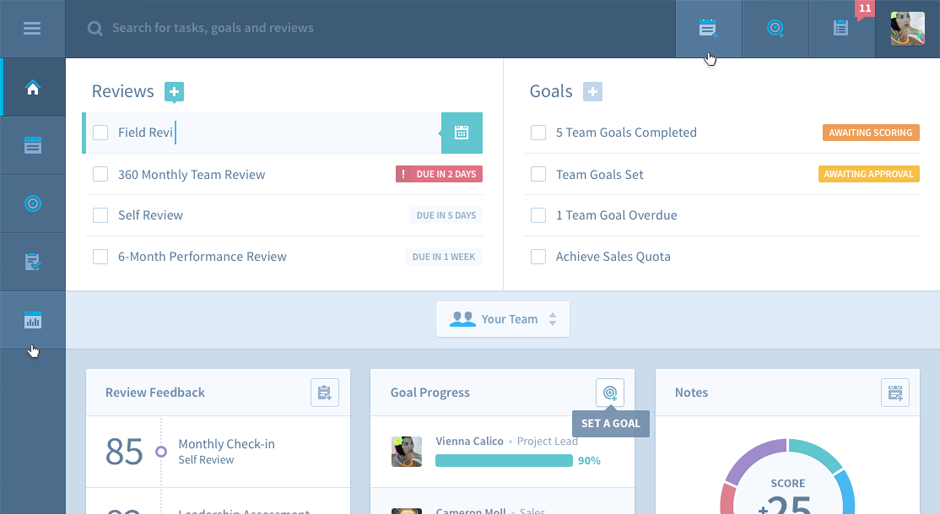 Search for tasks, goals and reviews
11
Reviews
Field Revi
360 Monthly Team Review
! DUE IN 2 DAYS
Self Review
DUE IN 5 DAYS
6-Month Performance Review
DUE IN 1 WEEK
Goals
5 Team Goals Completed
AWAITING SCORING
Team Goals Set
AWAITING APPROVAL
1 Team Goal Overdue
Achieve Sales Quota
Your Team
Review Feedback
85
Monthly Check-in
Self Review
Leadership Assessment
Goal Progress
SET A GOAL
Vienna Calico • Project Lead
90%
Cameron Moll • Sales
Notes
SCORE
+25